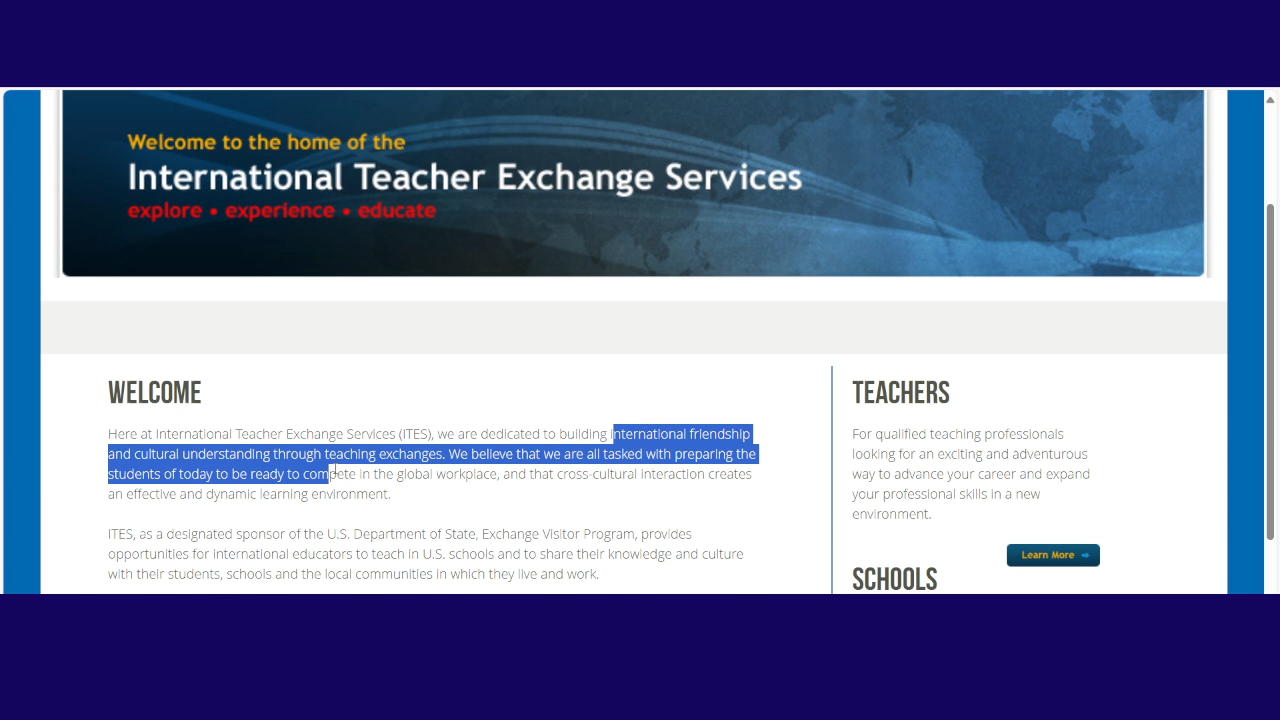 Welcome to the home of the
International Teacher Exchange Services
explore • experience • educate
WELCOME
Here at International Teacher Exchange Services (ITES), we are dedicated to building international friendship
and cultural understanding through teaching exchanges. We believe that we are all tasked with preparing the
students of today to be ready to compete in the global workplace, and that cross-cultural interaction creates
an effective and dynamic learning environment.
ITES, as a designated sponsor of the U.S. Department of State, Exchange Visitor Program, provides
opportunities for international educators to teach in U.S. schools and to share their knowledge and culture
with their students, schools and the local communities in which they live and work.
TEACHERS
For qualified teaching professionals
looking for an exciting and adventurous
way to advance your career and expand
your professional skills in a new
environment.
Learn More
SCHOOLS